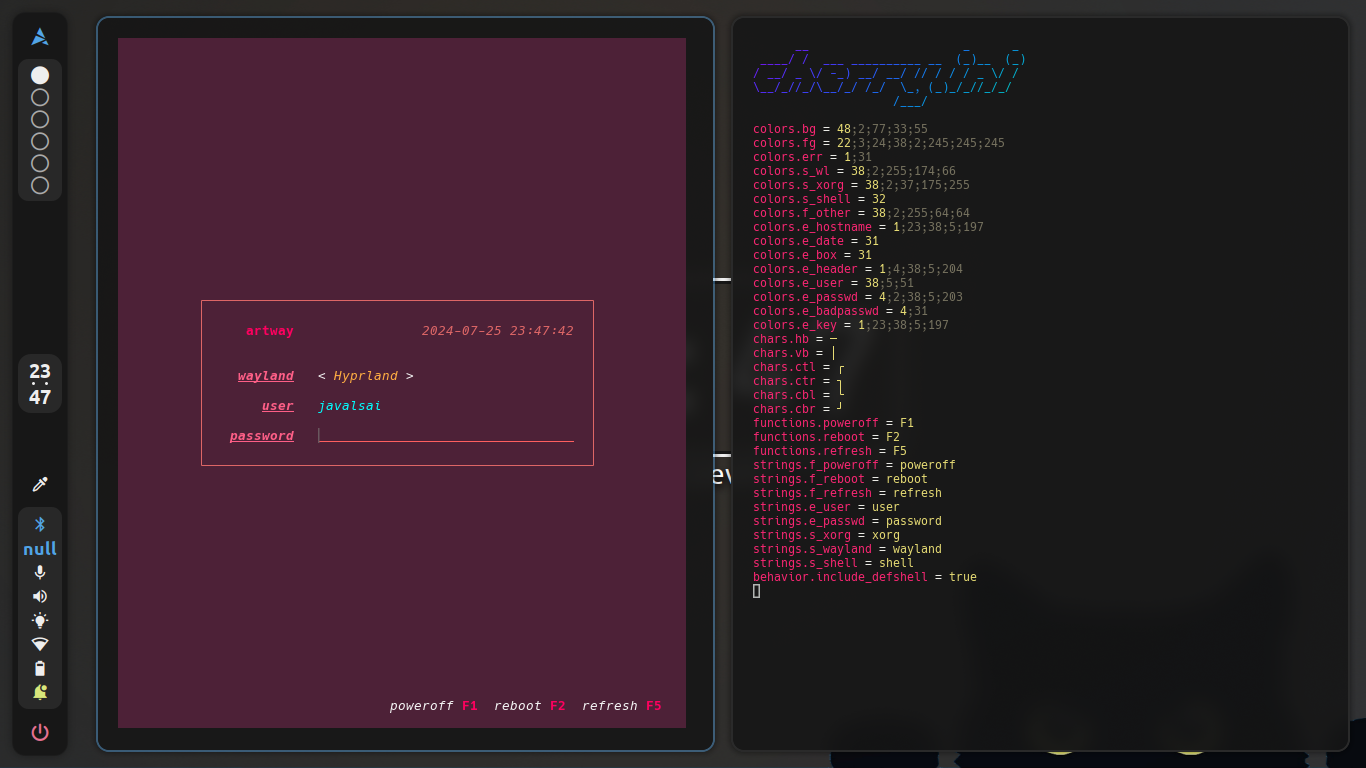 23
47
null
artway 2024-07-25 23:47:42
wayland < Hyprland >
user javalsai
password
poweroff F1 reboot F2 refresh F5
cherry.ini
colors.bg = 48;2;77;33;55
colors.fg = 22;3;24;38;2;245;245;245
colors.err = 1;31
colors.s_wl = 38;2;255;174;66
colors.s_xorg = 38;2;37;175;255
colors.s_shell = 32
colors.f_other = 38;2;255;64;64
colors.e_hostname = 1;23;38;5;197
colors.e_date = 31
colors.e_box = 31
colors.e_header = 1;4;38;5;204
colors.e_user = 38;5;51
colors.e_passwd = 4;2;38;5;203
colors.e_badpasswd = 4;31
colors.e_key = 1;23;38;5;197
chars.hb = ─
chars.vb = │
chars.ctl = ┌
chars.ctr = ┐
chars.cbl = └
chars.cbr = ┘
functions.poweroff = F1
functions.reboot = F2
functions.refresh = F5
strings.f_poweroff = poweroff
strings.f_reboot = reboot
strings.f_refresh = refresh
strings.e_user = user
strings.e_passwd = password
strings.s_xorg = xorg
strings.s_wayland = wayland
strings.s_shell = shell
behavior.include_defshell = true